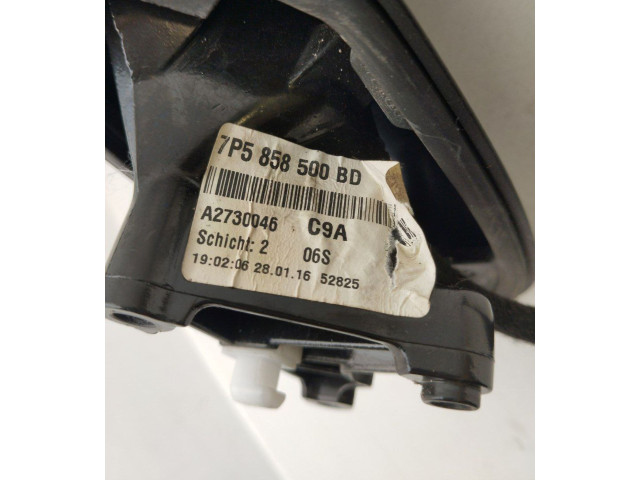 7P5 858 500 BD
A2730046 C9A
Schicht: 2 06S
19:02:06 28.01.16 52825